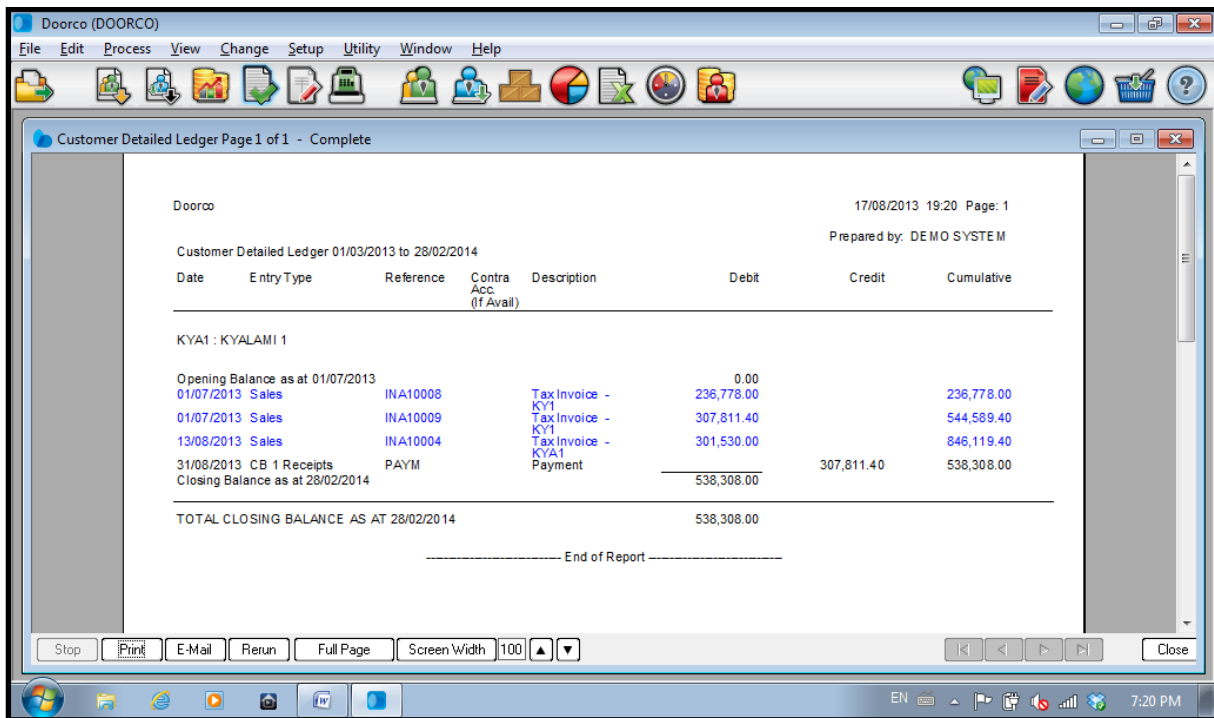 Doorco (DOORCO)
File Edit Process View Change Setup Utility Window Help
Customer Detailed Ledger Page 1 of 1 - Complete
Doorco 17/08/2013 19:20 Page: 1
Prepared by: DEMO SYSTEM
Customer Detailed Ledger 01/03/2013 to 28/02/2014
Date Entry Type Reference Contra Acc. (If Avail) Description Debit Credit Cumulative
KYA1 : KYALAMI 1
Opening Balance as at 01/07/2013 0.00
01/07/2013 Sales INA10008 Tax Invoice - KY1 236,778.00 236,778.00
01/07/2013 Sales INA10009 Tax Invoice - KY1 307,811.40 544,589.40
13/08/2013 Sales INA10004 Tax Invoice - KYA1 301,530.00 846,119.40
31/08/2013 CB 1 Receipts PAYM Payment 307,811.40 538,308.00
Closing Balance as at 28/02/2014 538,308.00
TOTAL CLOSING BALANCE AS AT 28/02/2014 538,308.00
End of Report
Stop Print E-Mail Rerun Full Page Screen Width 100 Close
EN 7:20 PM